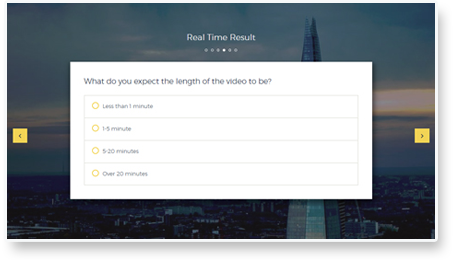 Real Time Result
What do you expect the length of the video to be?
Less than 1 minute
1-5 minute
5-20 minutes
Over 20 minutes